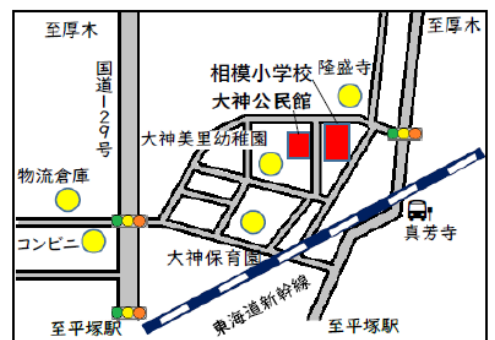 至厚木
至厚木
国道129号
相模小学校
隆盛寺
大神公民館
大神美里幼稚園
物流倉庫
コンビニ
真芳寺
大神保育園
東海道新幹線
至平塚駅
至平塚駅